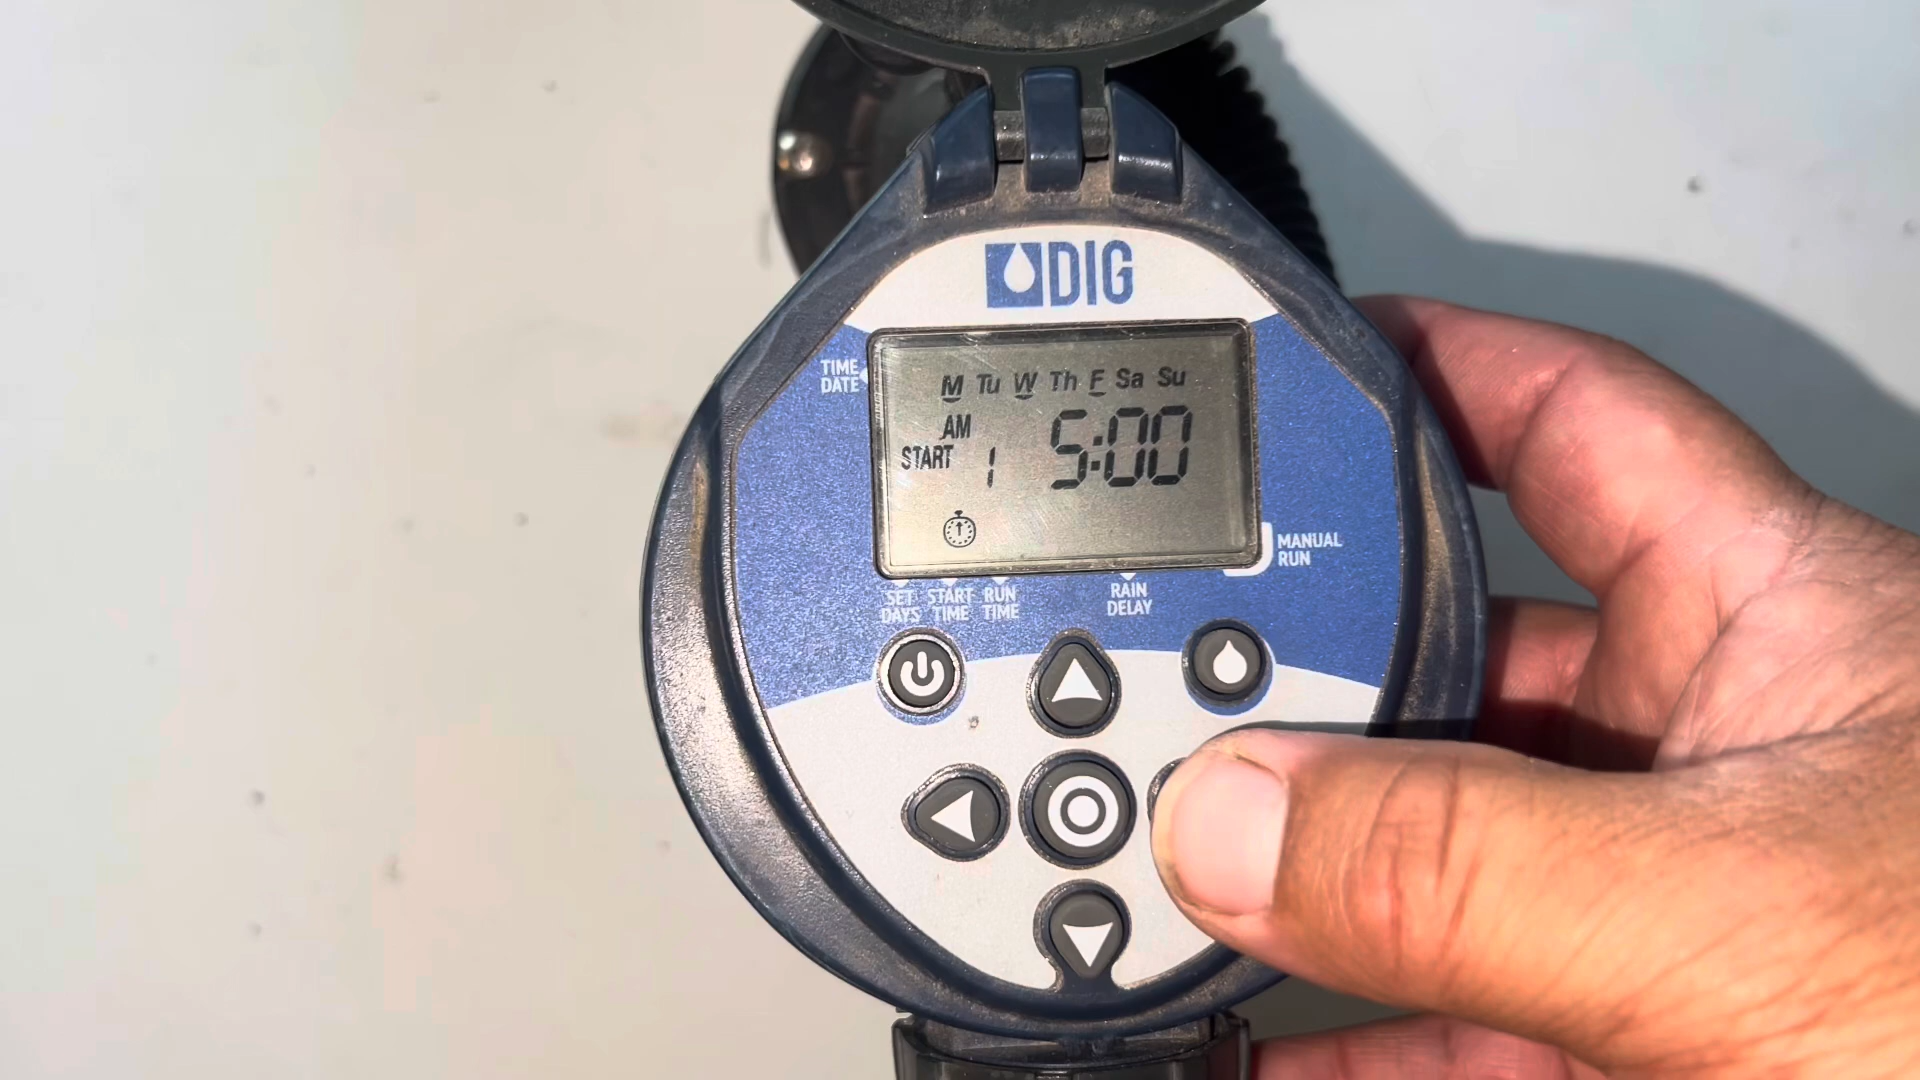 DIG
TIME
DATE
M Tu W Th F Sa Su
AM
START 1 5:00
MANUAL
RUN
SET
DAYS
START
TIME
RUN
TIME
RAIN
DELAY